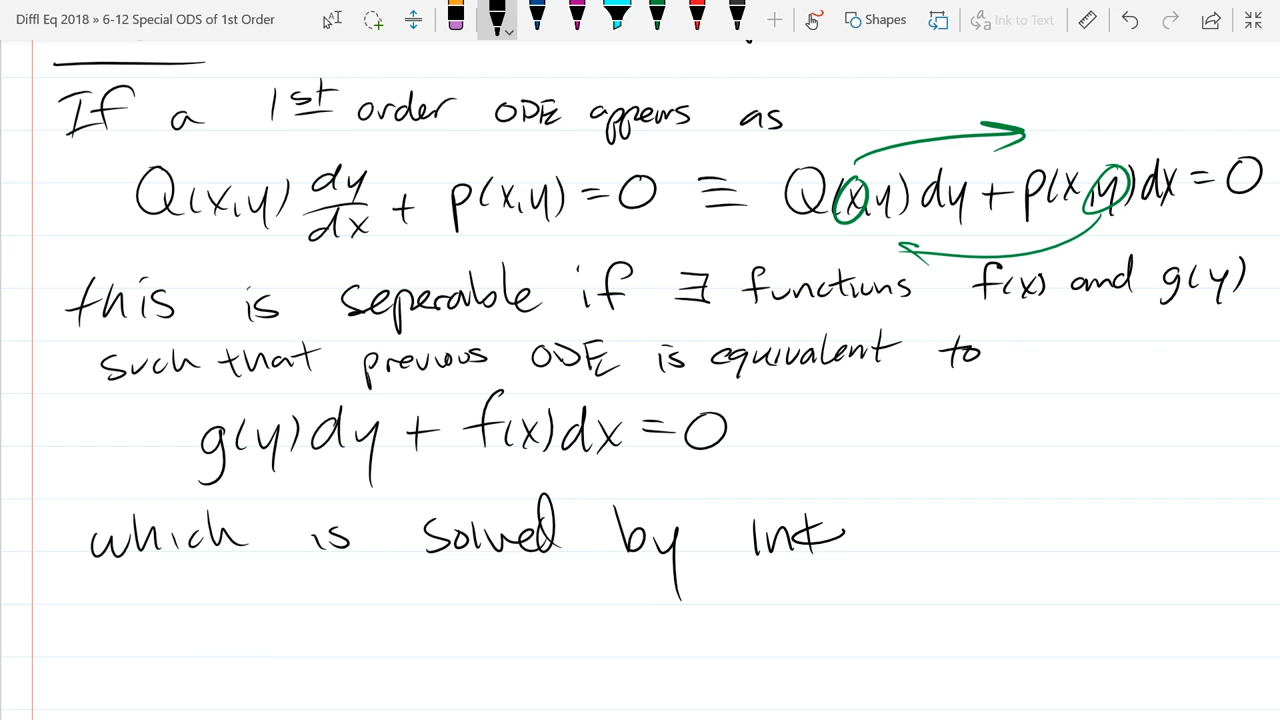 Diffl Eq 2018 » 6-12 Special ODS of 1st Order
Shapes
Ink to Text
If a 1st order ODE appears as
Q(x,y) dy/dx + p(x,y) = 0 ≡ Q(x,y)dy + p(x,y)dx = 0
this is seperable if ∃ functions f(x) and g(y)
such that previous ODE is equivalent to
g(y)dy + f(x)dx = 0
which is solved by Int